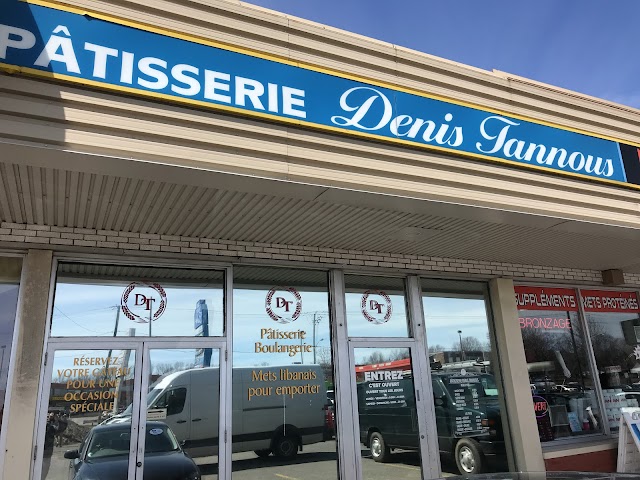 PÂTISSERIE Denis Tannous
DT
DT
DT
RÉSERVEZ
VOTRE
POUR UNE
OCCASION
SPÉCIALE
Pâtisserie
Boulangerie
Mets libanais
pour emporter
ENTREZ
C'EST OUVERT
SUPPLÉMENTS
METS PROTÉINÉS
BRONZAGE